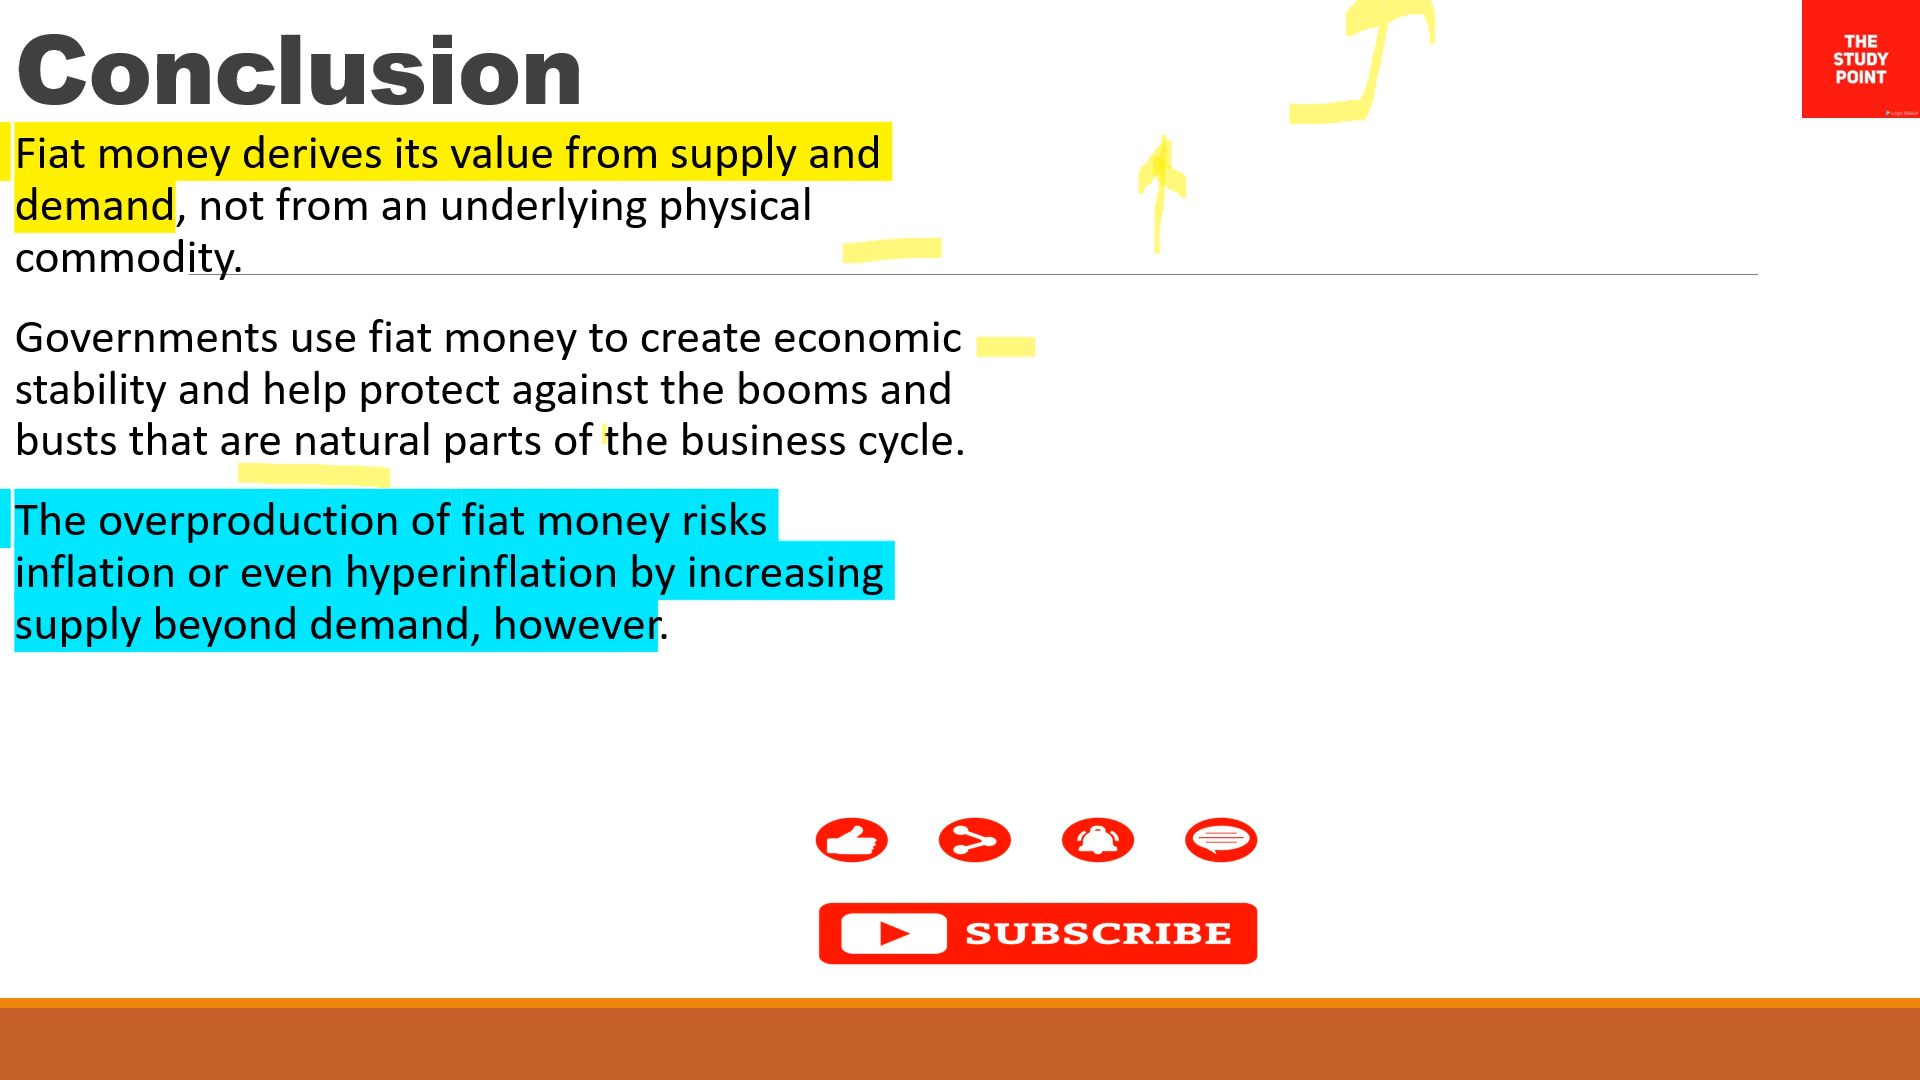 Conclusion
THE
STUDY
POINT
Fiat money derives its value from supply and
demand, not from an underlying physical
commodity.
Governments use fiat money to create economic
stability and help protect against the booms and
busts that are natural parts of the business cycle.
The overproduction of fiat money risks
inflation or even hyperinflation by increasing
supply beyond demand, however.
SUBSCRIBE